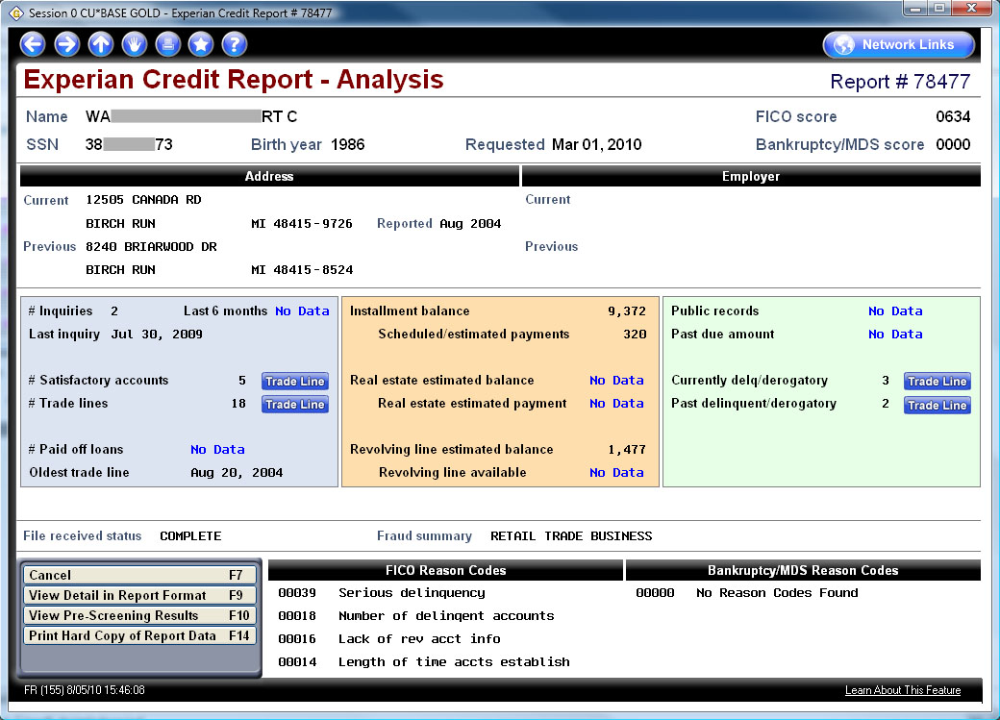 Session 0 CU*BASE GOLD - Experian Credit Report # 78477
Network Links
Experian Credit Report - Analysis Report # 78477
Name WA RT C FICO score 0634
SSN 38 73 Birth year 1986 Requested Mar 01, 2010 Bankruptcy/MDS score 0000
Address Employer
Current 12505 CANADA RD Current
BIRCH RUN MI 48415-9726 Reported Aug 2004
Previous 8240 BRIARWOOD DR Previous
BIRCH RUN MI 48415-8524
# Inquiries 2 Last 6 months No Data Installment balance 9,372 Public records No Data
Last inquiry Jul 30, 2009 Scheduled/estimated payments 320 Past due amount No Data
# Satisfactory accounts 5 Trade Line Real estate estimated balance No Data Currently delq/derogatory 3 Trade Line
# Trade lines 18 Trade Line Real estate estimated payment No Data Past delinquent/derogatory 2 Trade Line
# Paid off loans No Data Revolving line estimated balance 1,477
Oldest trade line Aug 20, 2004 Revolving line available No Data
File received status COMPLETE Fraud summary RETAIL TRADE BUSINESS
Cancel F7
View Detail in Report Format F9
View Pre-Screening Results F10
Print Hard Copy of Report Data F14
FICO Reason Codes Bankruptcy/MDS Reason Codes
00039 Serious delinquency 00000 No Reason Codes Found
00018 Number of delinqent accounts
00016 Lack of rev acct info
00014 Length of time accts establish
FR (155) 8/05/10 15:46:08 Learn About This Feature